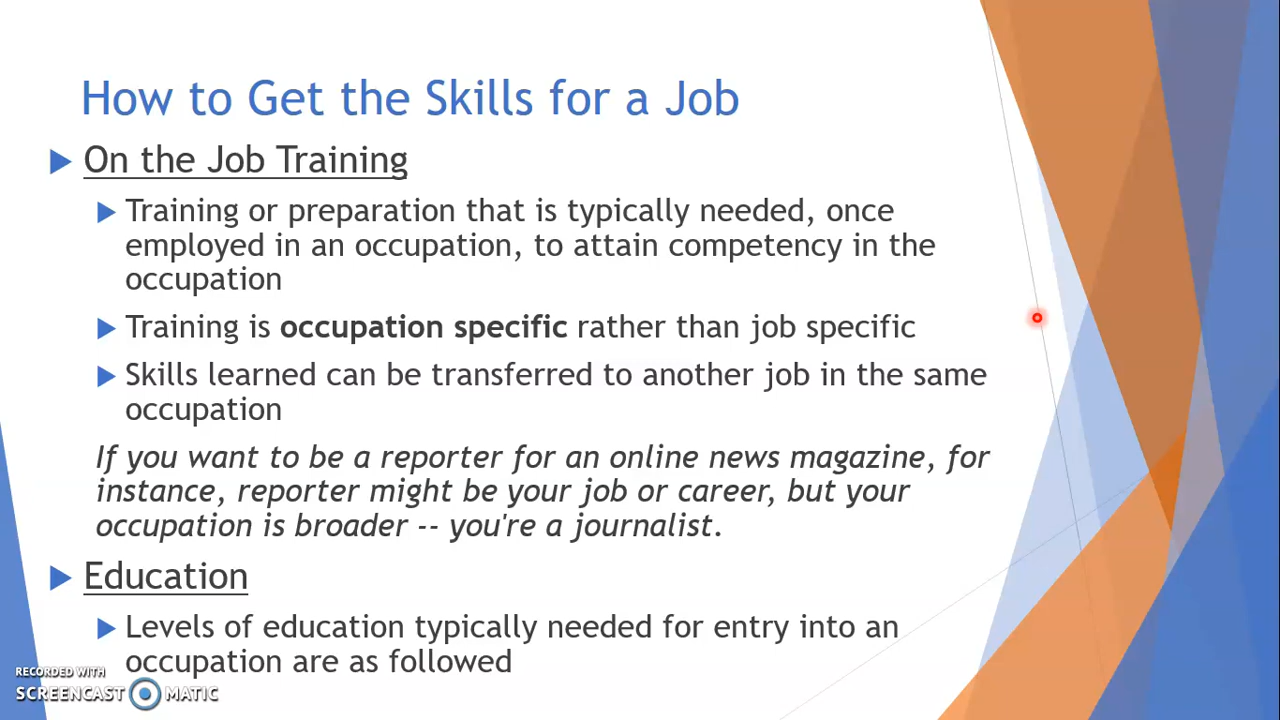 How to Get the Skills for a Job
On the Job Training
Training or preparation that is typically needed, once
employed in an occupation, to attain competency in the
occupation
Training is occupation specific rather than job specific
Skills learned can be transferred to another job in the same
occupation
If you want to be a reporter for an online news magazine, for
instance, reporter might be your job or career, but your
occupation is broader -- you're a journalist.
Education
Levels of education typically needed for entry into an
occupation are as followed
RECORDED WITH
SCREENCAST MATIC